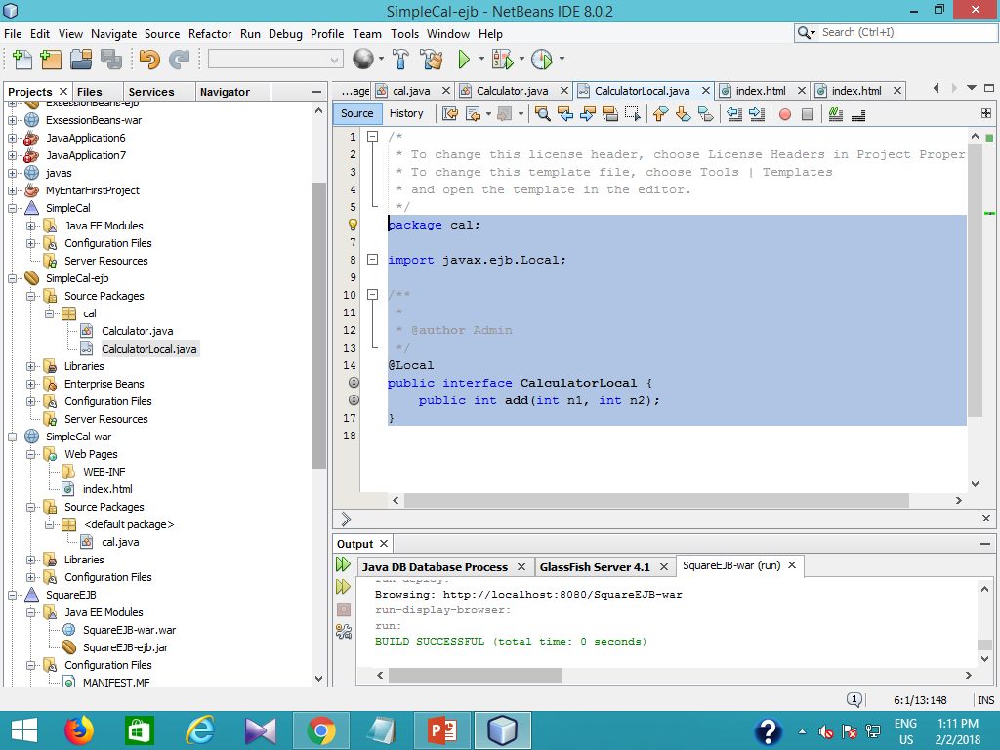 SimpleCal-ejb - NetBeans IDE 8.0.2
File Edit View Navigate Source Refactor Run Debug Profile Team Tools Window Help
Search (Ctrl+I)
Projects Files Services Navigator
...age cal.java Calculator.java CalculatorLocal.java index.html index.html
Source History
ExsessionBeans-ejb
ExsessionBeans-war
JavaApplication6
JavaApplication7
javas
MyEntarFirstProject
SimpleCal
Java EE Modules
Configuration Files
Server Resources
SimpleCal-ejb
Source Packages
cal
Calculator.java
CalculatorLocal.java
Libraries
Enterprise Beans
Configuration Files
Server Resources
SimpleCal-war
Web Pages
WEB-INF
index.html
Source Packages
<default package>
cal.java
Libraries
Configuration Files
SquareEJB
Java EE Modules
SquareEJB-war.war
SquareEJB-ejb.jar
Configuration Files
MANIFEST.MF
1 /*
2 * To change this license header, choose License Headers in Project Proper
3 * To change this template file, choose Tools | Templates
4 * and open the template in the editor.
5 */
package cal;
7
8 import javax.ejb.Local;
9
10 /**
11 *
12 * @author Admin
13 */
14 @Local
public interface CalculatorLocal {
public int add(int n1, int n2);
17 }
18
Output
Java DB Database Process GlassFish Server 4.1 SquareEJB-war (run)
run-deploy:
Browsing: http://localhost:8080/SquareEJB-war
run-display-browser:
run:
BUILD SUCCESSFUL (total time: 0 seconds)
1 6:1/13:148 INS
ENG
US
1:11 PM
2/2/2018